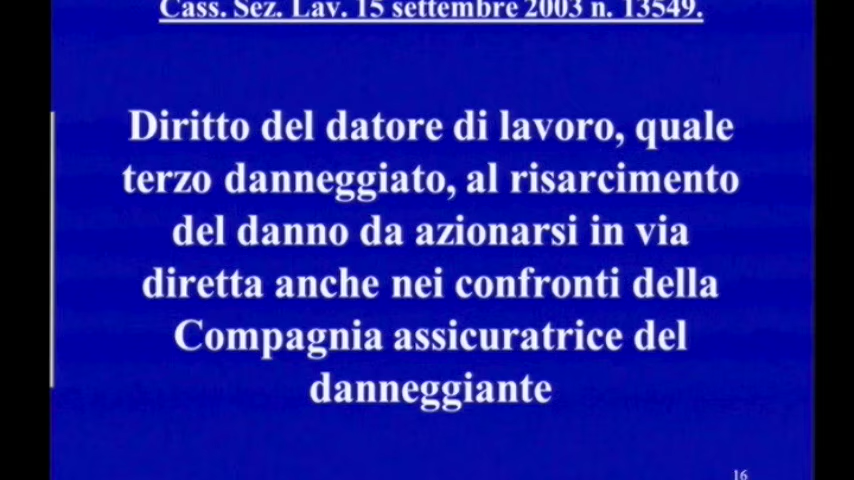 Cass. Sez. Lav. 15 settembre 2003 n. 13549.
Diritto del datore di lavoro, quale
terzo danneggiato, al risarcimento
del danno da azionarsi in via
diretta anche nei confronti della
Compagnia assicuratrice del
danneggiante
16